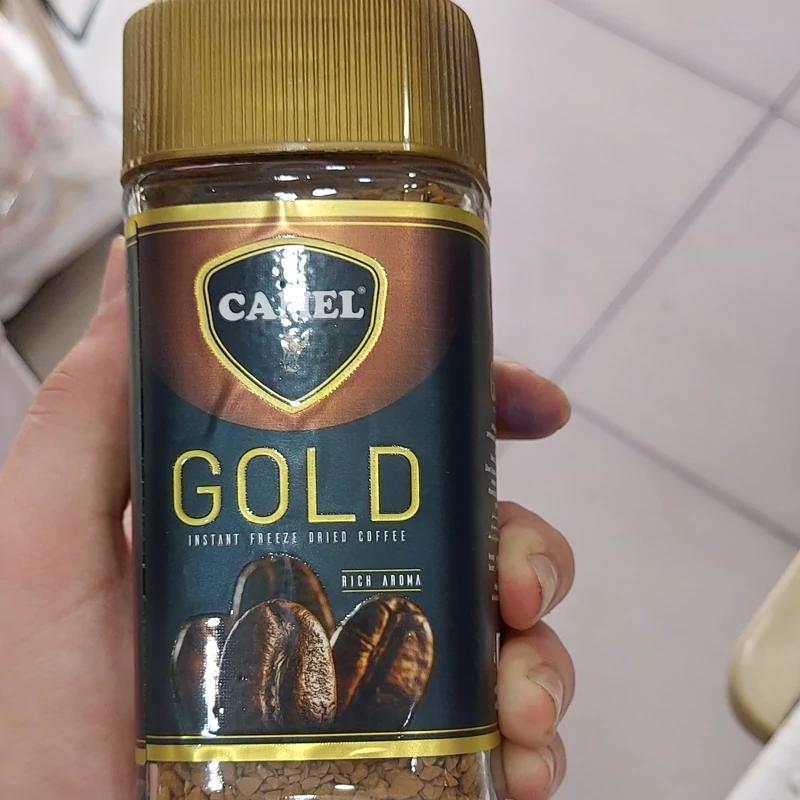 CAMEL®
GOLD
INSTANT FREEZE DRIED COFFEE
RICH AROMA